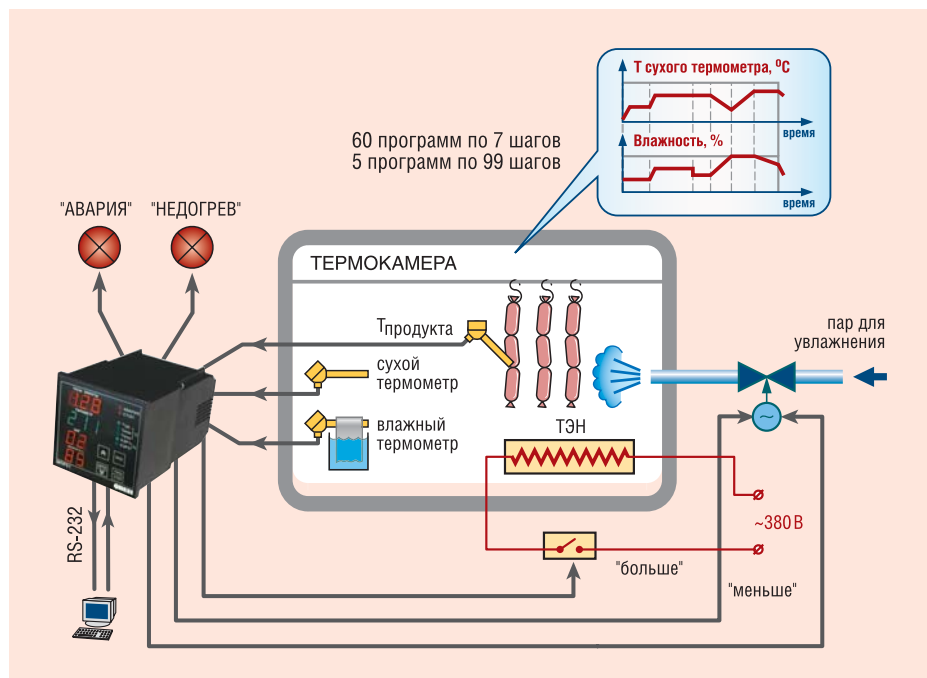 Т сухого термометра, ⁰С
время
Влажность, %
время
60 программ по 7 шагов
5 программ по 99 шагов
"АВАРИЯ" "НЕДОГРЕВ"
ТЕРМОКАМЕРА
Тпродукта
сухой
термометр
влажный
термометр
пар для
увлажнения
ТЭН
~
~380 В
RS-232
"больше"
"меньше"